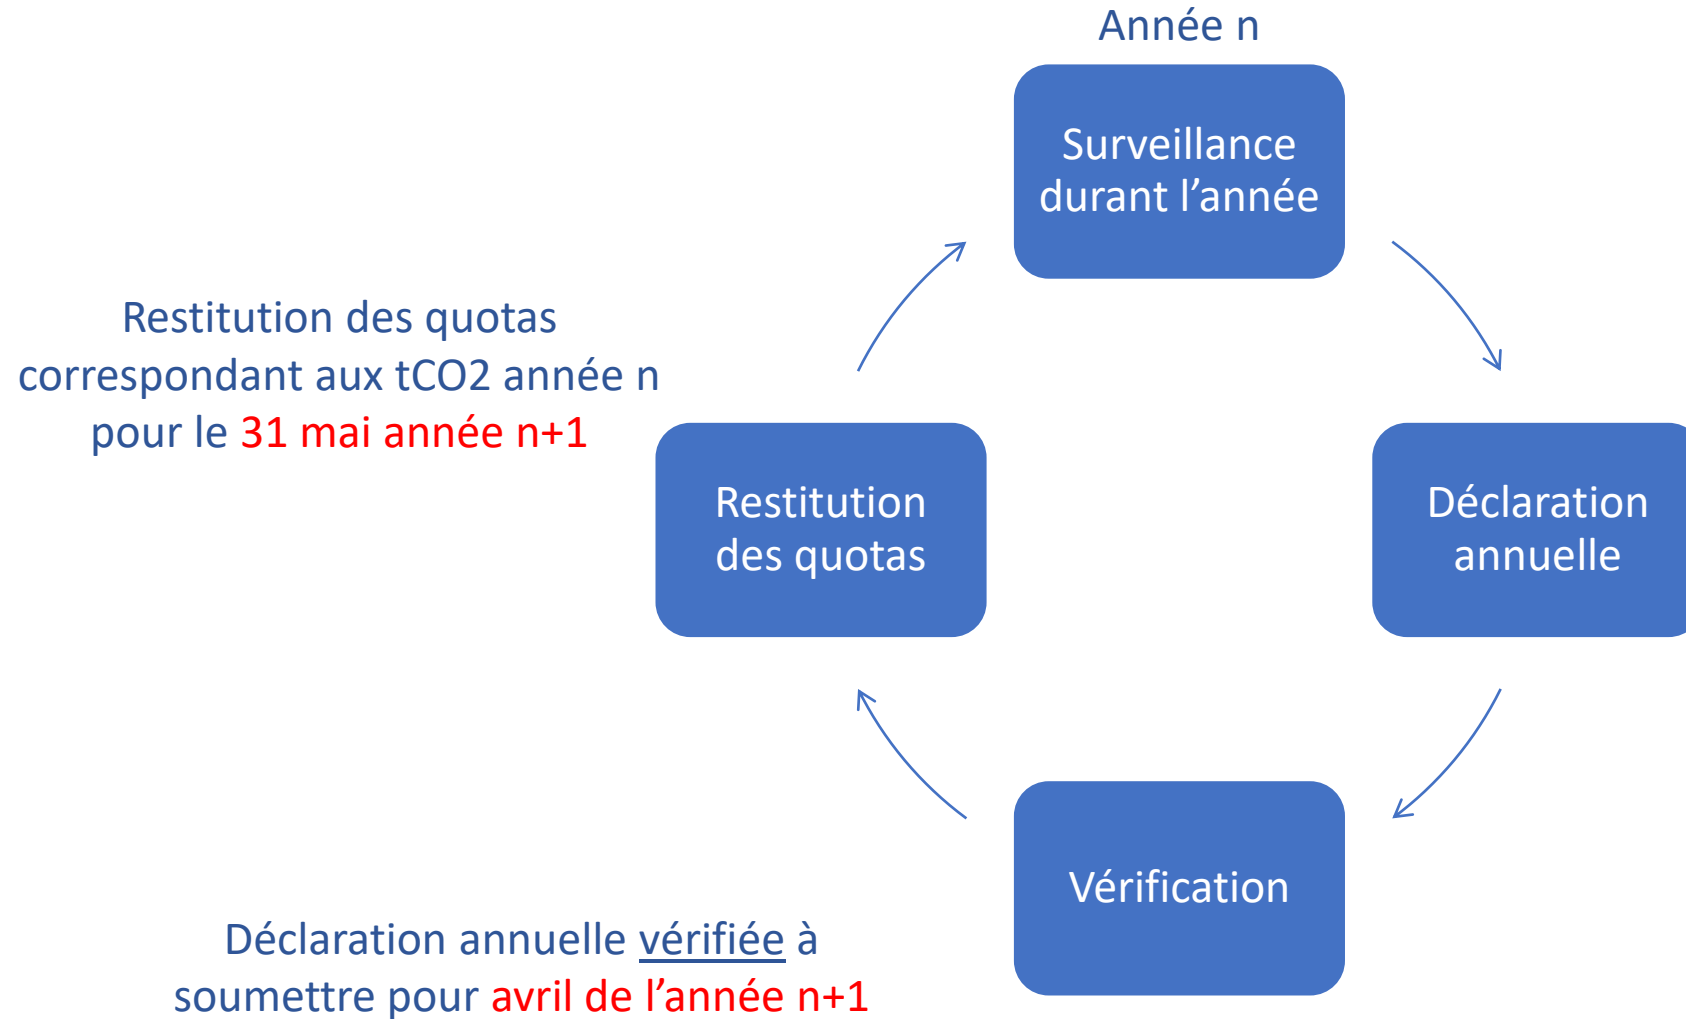 Année n
Surveillance
durant l’année
Restitution des quotas
correspondant aux tCO2 année n
pour le 31 mai année n+1
Restitution
des quotas
Déclaration
annuelle
Vérification
Déclaration annuelle vérifiée à
soumettre pour avril de l’année n+1